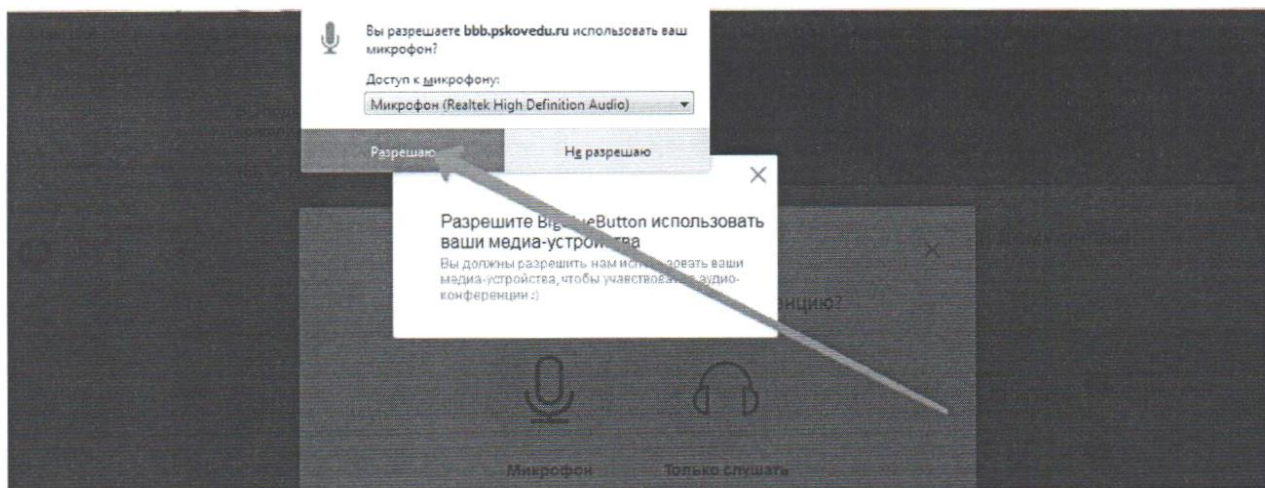 Вы разрешаете bbb.pskovedu.ru использовать ваш
микрофон?
Доступ к микрофону:
Микрофон (Realtek High Definition Audio)
Разрешаю
Не разрешаю
Разрешите BigBlueButton использовать
ваши медиа-устройства
Вы должны разрешить нам использовать ваши
медиа-устройства, чтобы участвовать в аудио-
конференции :)
енцию?
Микрофон
Только слушать